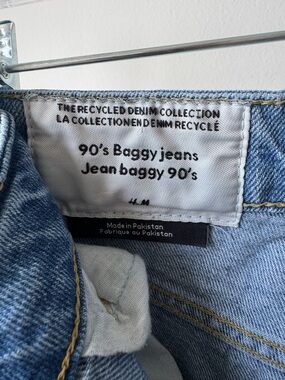 THE RECYCLED DENIM COLLECTION
LA COLLECTION EN DENIM RECYCLÉ
90's Baggy jeans
Jean baggy 90's
H&M
Made in Pakistan
Fabriqué au Pakistan